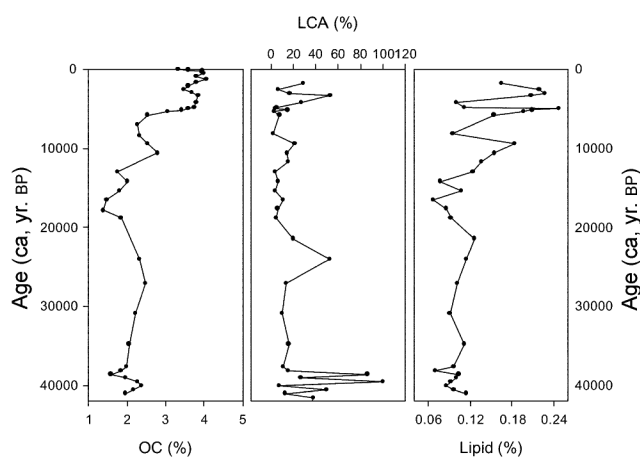 LCA (%)
0 20 40 60 80 100 120
0 0
10000 10000
20000 20000
30000 30000
40000 40000
Age (ca, yr. BP)
Age (ca, yr. BP)
1 2 3 4 5
0.06 0.12 0.18 0.24
OC (%)
Lipid (%)